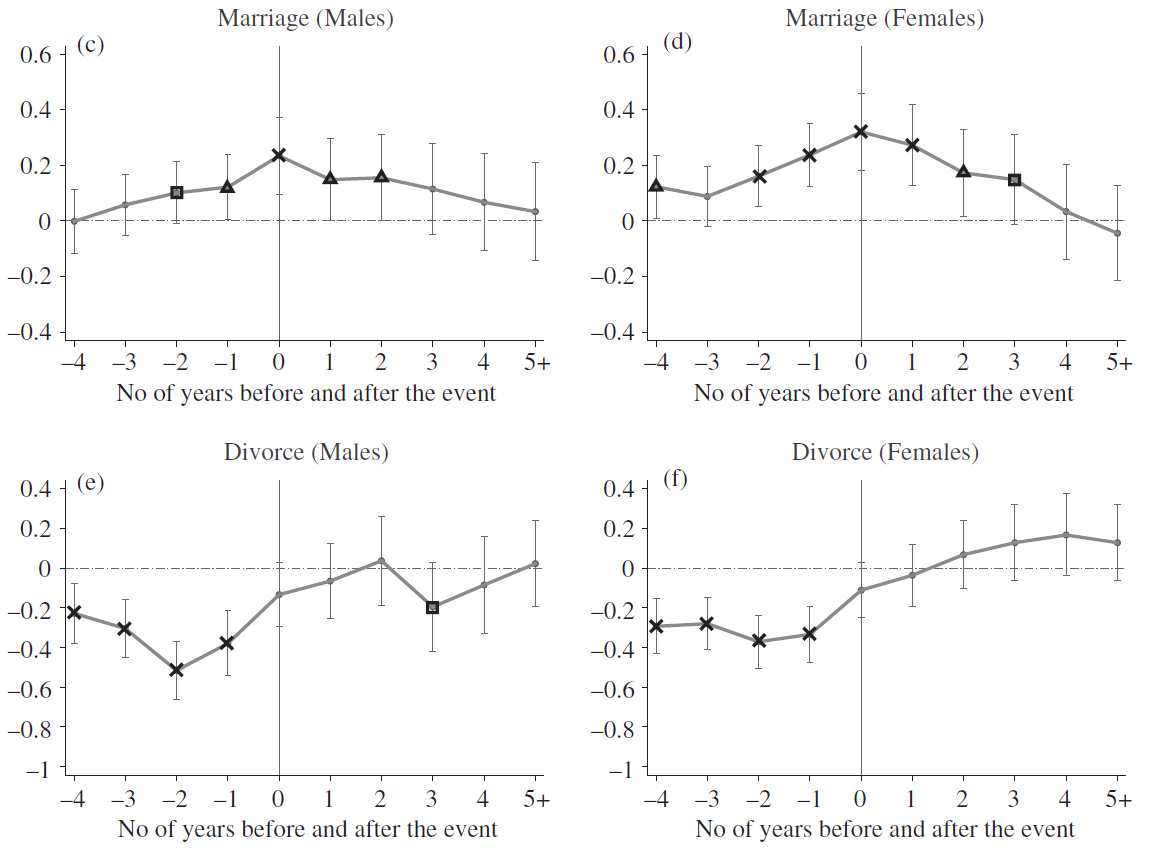 Marriage (Males)
(c)
0.6
0.4
0.2
0
–0.2
–0.4
–4 –3 –2 –1 0 1 2 3 4 5+
No of years before and after the event
Marriage (Females)
(d)
0.6
0.4
0.2
0
–0.2
–0.4
–4 –3 –2 –1 0 1 2 3 4 5+
No of years before and after the event
Divorce (Males)
(e)
0.4
0.2
0
–0.2
–0.4
–0.6
–0.8
–1
–4 –3 –2 –1 0 1 2 3 4 5+
No of years before and after the event
Divorce (Females)
(f)
0.4
0.2
0
–0.2
–0.4
–0.6
–0.8
–1
–4 –3 –2 –1 0 1 2 3 4 5+
No of years before and after the event